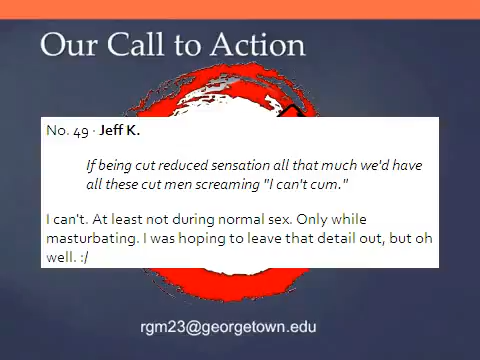 Our Call to Action
No. 49 · Jeff K.
If being cut reduced sensation all that much we'd have
all these cut men screaming "I can't cum."
I can't. At least not during normal sex. Only while
masturbating. I was hoping to leave that detail out, but oh
well. :/
rgm23@georgetown.edu